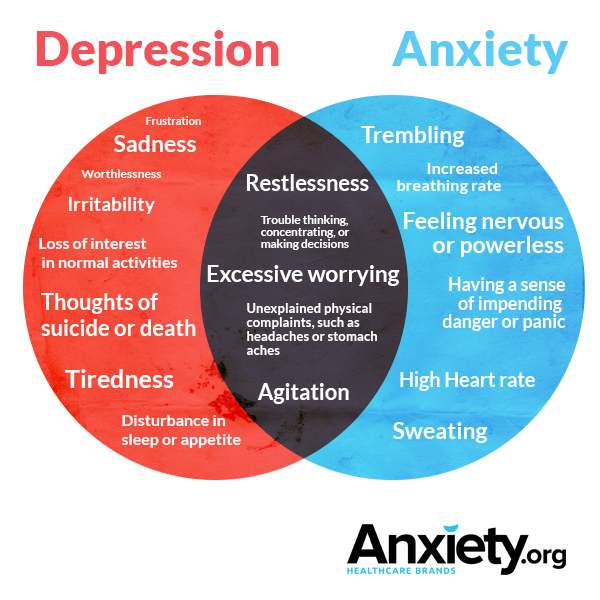 Depression
Anxiety
Frustration
Sadness
Worthlessness
Irritability
Loss of interest
in normal activities
Thoughts of
suicide or death
Tiredness
Disturbance in
sleep or appetite
Restlessness
Trouble thinking,
concentrating, or
making decisions
Excessive worrying
Unexplained physical
complaints, such as
headaches or stomach
aches
Agitation
Trembling
Increased
breathing rate
Feeling nervous
or powerless
Having a sense
of impending
danger or panic
High Heart rate
Sweating
Anxiety.org
HEALTHCARE BRANDS